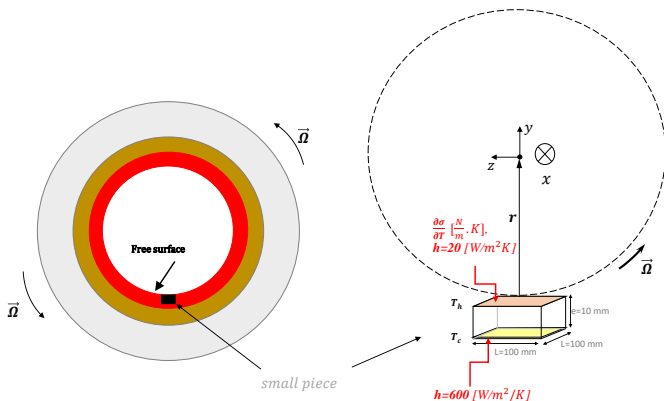 Free surface
Ω
Ω
small piece
y
z
x
r
∂σ/∂T [N/m .K],
h=20 [W/m²K]
Ω
T_h
T_c
e=10 mm
L=100 mm
L=100 mm
h=600 [W/m²/K]